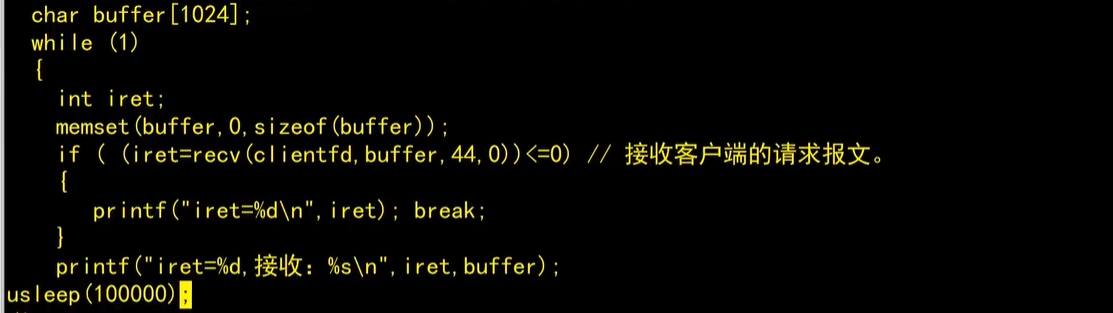 char buffer[1024];
while (1)
{
int iret;
memset(buffer,0,sizeof(buffer));
if ( (iret=recv(clientfd,buffer,44,0))<=0) // 接收客户端的请求报文。
{
printf("iret=%d\n",iret); break;
}
printf("iret=%d,接收：%s\n",iret,buffer);
usleep(100000);